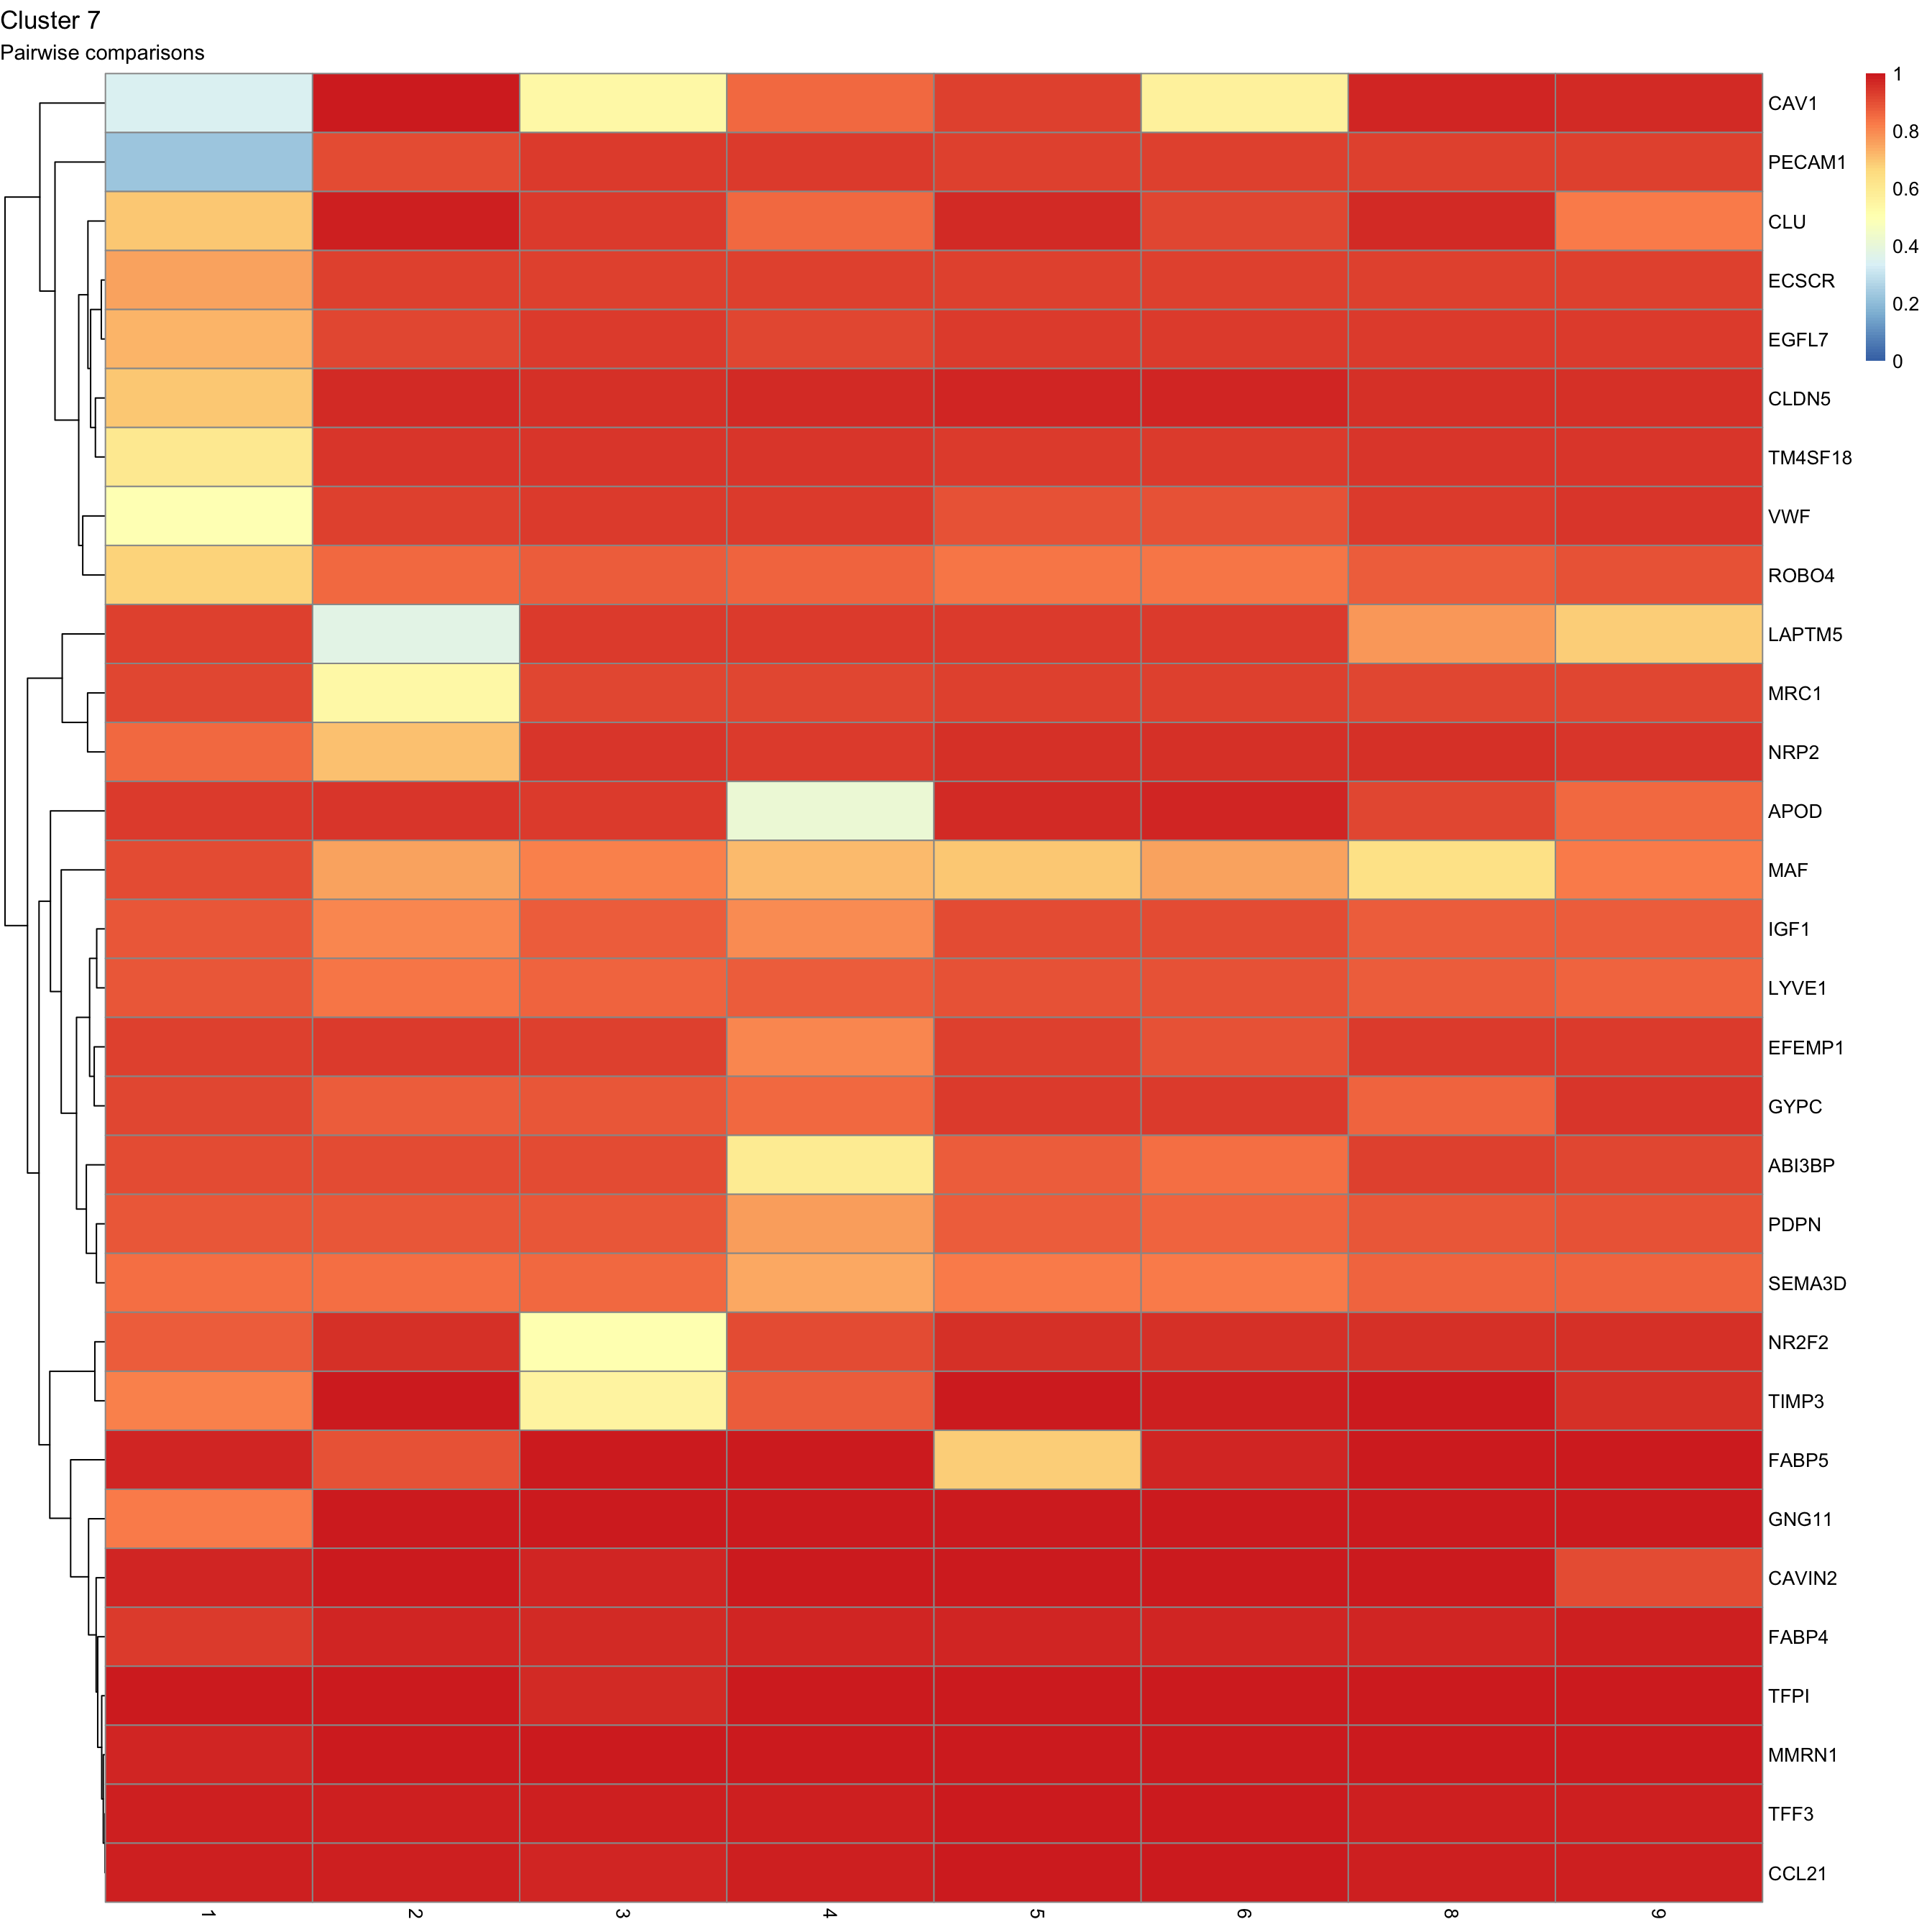 Cluster 7
Pairwise comparisons
CAV1
PECAM1
CLU
ECSCR
EGFL7
CLDN5
TM4SF18
VWF
ROBO4
LAPTM5
MRC1
NRP2
APOD
MAF
IGF1
LYVE1
EFEMP1
GYPC
ABI3BP
PDPN
SEMA3D
NR2F2
TIMP3
FABP5
GNG11
CAVIN2
FABP4
TFPI
MMRN1
TFF3
CCL21
1
0.8
0.6
0.4
0.2
0
1 2 3 4 5 6 8 9